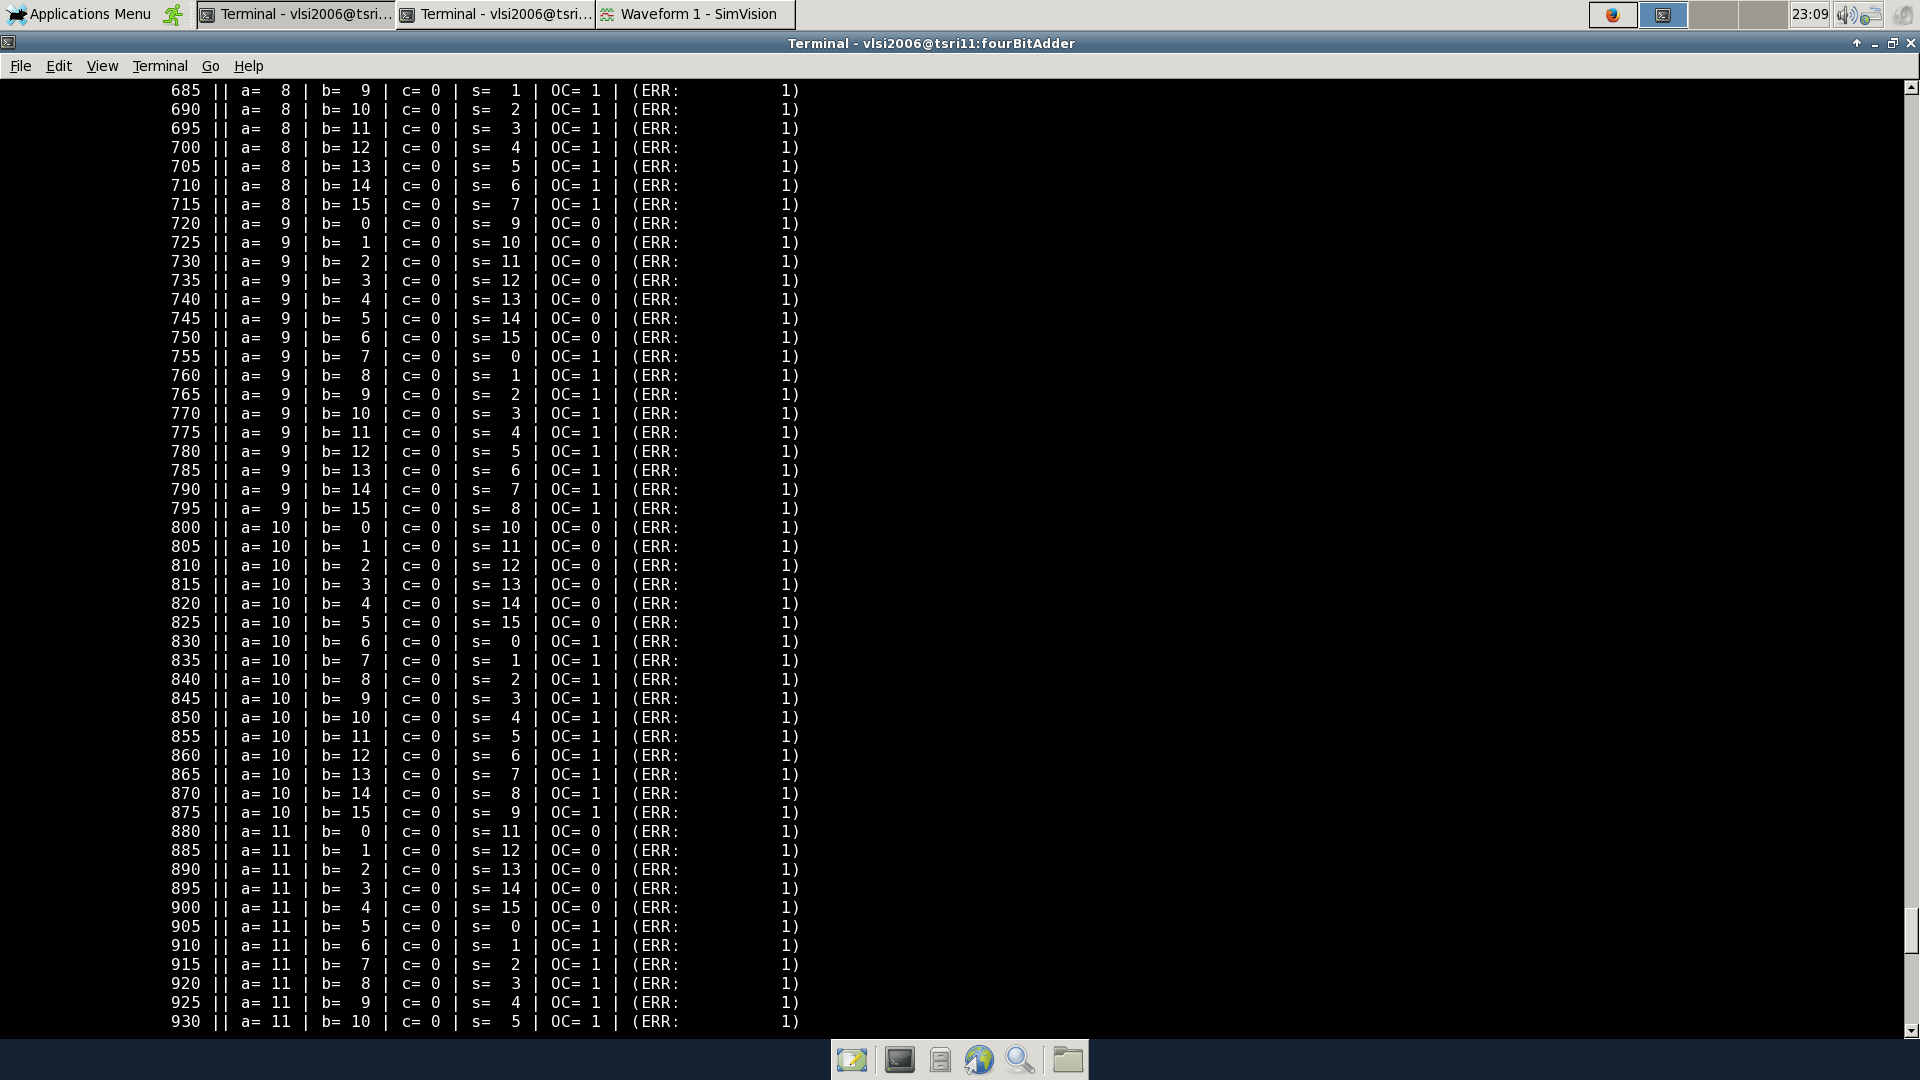 Applications Menu Terminal - vlsi2006@tsri... Terminal - vlsi2006@tsri... Waveform 1 - SimVision 23:09
Terminal - vlsi2006@tsri11:fourBitAdder
File Edit View Terminal Go Help
685 || a=  8 | b=  9 | c= 0 | s=  1 | OC= 1 | (ERR:          1)
690 || a=  8 | b= 10 | c= 0 | s=  2 | OC= 1 | (ERR:          1)
695 || a=  8 | b= 11 | c= 0 | s=  3 | OC= 1 | (ERR:          1)
700 || a=  8 | b= 12 | c= 0 | s=  4 | OC= 1 | (ERR:          1)
705 || a=  8 | b= 13 | c= 0 | s=  5 | OC= 1 | (ERR:          1)
710 || a=  8 | b= 14 | c= 0 | s=  6 | OC= 1 | (ERR:          1)
715 || a=  8 | b= 15 | c= 0 | s=  7 | OC= 1 | (ERR:          1)
720 || a=  9 | b=  0 | c= 0 | s=  9 | OC= 0 | (ERR:          1)
725 || a=  9 | b=  1 | c= 0 | s= 10 | OC= 0 | (ERR:          1)
730 || a=  9 | b=  2 | c= 0 | s= 11 | OC= 0 | (ERR:          1)
735 || a=  9 | b=  3 | c= 0 | s= 12 | OC= 0 | (ERR:          1)
740 || a=  9 | b=  4 | c= 0 | s= 13 | OC= 0 | (ERR:          1)
745 || a=  9 | b=  5 | c= 0 | s= 14 | OC= 0 | (ERR:          1)
750 || a=  9 | b=  6 | c= 0 | s= 15 | OC= 0 | (ERR:          1)
755 || a=  9 | b=  7 | c= 0 | s=  0 | OC= 1 | (ERR:          1)
760 || a=  9 | b=  8 | c= 0 | s=  1 | OC= 1 | (ERR:          1)
765 || a=  9 | b=  9 | c= 0 | s=  2 | OC= 1 | (ERR:          1)
770 || a=  9 | b= 10 | c= 0 | s=  3 | OC= 1 | (ERR:          1)
775 || a=  9 | b= 11 | c= 0 | s=  4 | OC= 1 | (ERR:          1)
780 || a=  9 | b= 12 | c= 0 | s=  5 | OC= 1 | (ERR:          1)
785 || a=  9 | b= 13 | c= 0 | s=  6 | OC= 1 | (ERR:          1)
790 || a=  9 | b= 14 | c= 0 | s=  7 | OC= 1 | (ERR:          1)
795 || a=  9 | b= 15 | c= 0 | s=  8 | OC= 1 | (ERR:          1)
800 || a= 10 | b=  0 | c= 0 | s= 10 | OC= 0 | (ERR:          1)
805 || a= 10 | b=  1 | c= 0 | s= 11 | OC= 0 | (ERR:          1)
810 || a= 10 | b=  2 | c= 0 | s= 12 | OC= 0 | (ERR:          1)
815 || a= 10 | b=  3 | c= 0 | s= 13 | OC= 0 | (ERR:          1)
820 || a= 10 | b=  4 | c= 0 | s= 14 | OC= 0 | (ERR:          1)
825 || a= 10 | b=  5 | c= 0 | s= 15 | OC= 0 | (ERR:          1)
830 || a= 10 | b=  6 | c= 0 | s=  0 | OC= 1 | (ERR:          1)
835 || a= 10 | b=  7 | c= 0 | s=  1 | OC= 1 | (ERR:          1)
840 || a= 10 | b=  8 | c= 0 | s=  2 | OC= 1 | (ERR:          1)
845 || a= 10 | b=  9 | c= 0 | s=  3 | OC= 1 | (ERR:          1)
850 || a= 10 | b= 10 | c= 0 | s=  4 | OC= 1 | (ERR:          1)
855 || a= 10 | b= 11 | c= 0 | s=  5 | OC= 1 | (ERR:          1)
860 || a= 10 | b= 12 | c= 0 | s=  6 | OC= 1 | (ERR:          1)
865 || a= 10 | b= 13 | c= 0 | s=  7 | OC= 1 | (ERR:          1)
870 || a= 10 | b= 14 | c= 0 | s=  8 | OC= 1 | (ERR:          1)
875 || a= 10 | b= 15 | c= 0 | s=  9 | OC= 1 | (ERR:          1)
880 || a= 11 | b=  0 | c= 0 | s= 11 | OC= 0 | (ERR:          1)
885 || a= 11 | b=  1 | c= 0 | s= 12 | OC= 0 | (ERR:          1)
890 || a= 11 | b=  2 | c= 0 | s= 13 | OC= 0 | (ERR:          1)
895 || a= 11 | b=  3 | c= 0 | s= 14 | OC= 0 | (ERR:          1)
900 || a= 11 | b=  4 | c= 0 | s= 15 | OC= 0 | (ERR:          1)
905 || a= 11 | b=  5 | c= 0 | s=  0 | OC= 1 | (ERR:          1)
910 || a= 11 | b=  6 | c= 0 | s=  1 | OC= 1 | (ERR:          1)
915 || a= 11 | b=  7 | c= 0 | s=  2 | OC= 1 | (ERR:          1)
920 || a= 11 | b=  8 | c= 0 | s=  3 | OC= 1 | (ERR:          1)
925 || a= 11 | b=  9 | c= 0 | s=  4 | OC= 1 | (ERR:          1)
930 || a= 11 | b= 10 | c= 0 | s=  5 | OC= 1 | (ERR:          1)